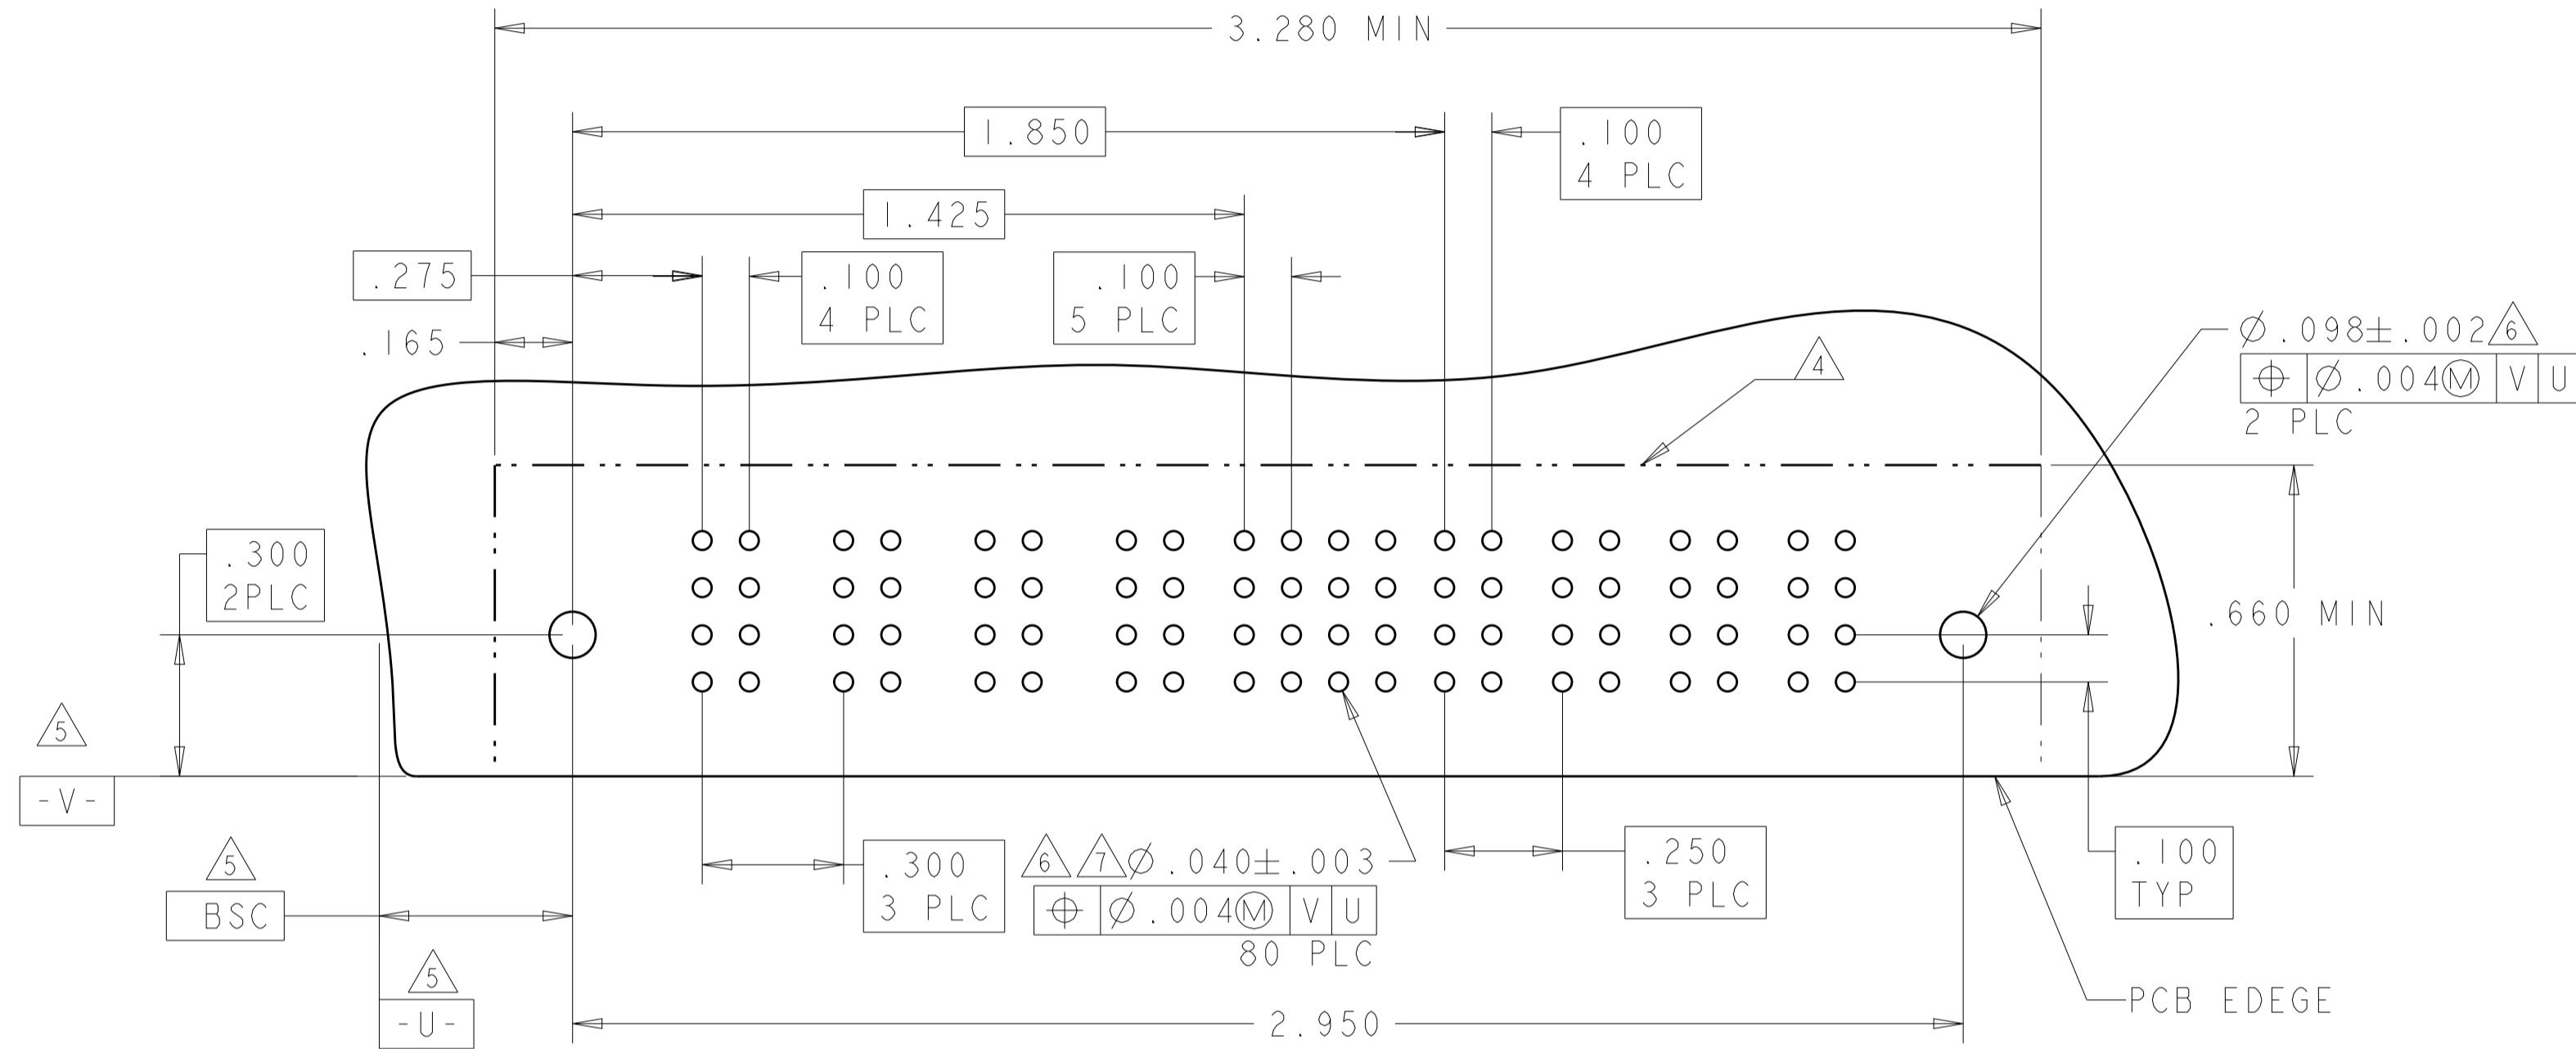 3.280 MIN
1.850
.100
4 PLC
1.425
.275
.100
4 PLC
.100
5 PLC
.165
4
Ø.098±.002 6
⌖ Ø.004Ⓜ V U
2 PLC
.300
2PLC
.660 MIN
5
-V-
5
BSC
5
-U-
.300
3 PLC
6 7 Ø.040±.003
⌖ Ø.004Ⓜ V U
80 PLC
.250
3 PLC
.100
TYP
PCB EDEGE
2.950